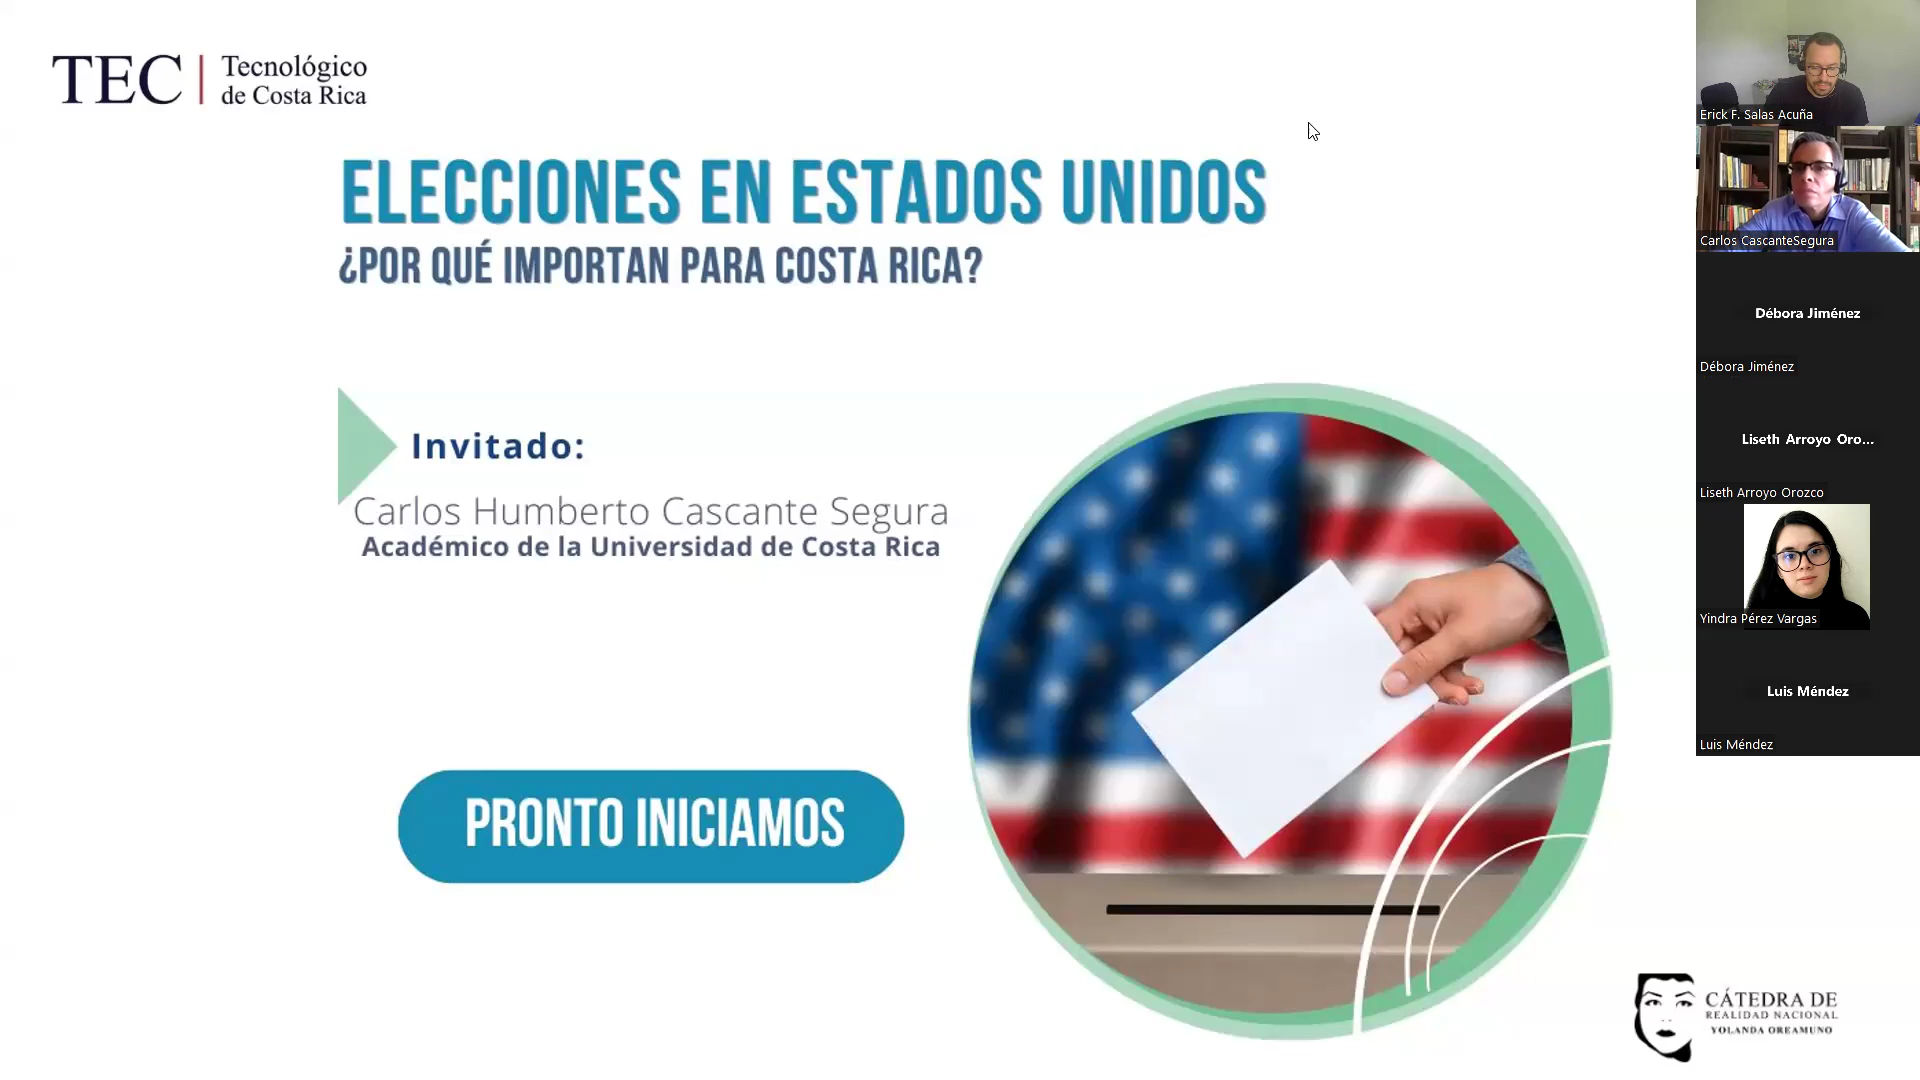 TEC
Tecnológico
de Costa Rica
ELECCIONES EN ESTADOS UNIDOS
¿POR QUÉ IMPORTAN PARA COSTA RICA?
Invitado:
Carlos Humberto Cascante Segura
Académico de la Universidad de Costa Rica
PRONTO INICIAMOS
CÁTEDRA DE
REALIDAD NACIONAL
YOLANDA OREAMUNO
Erick F. Salas Acuña
Carlos CascanteSegura
Débora Jiménez
Débora Jiménez
Liseth Arroyo Oro...
Liseth Arroyo Orozco
Yindra Pérez Vargas
Luis Méndez
Luis Méndez